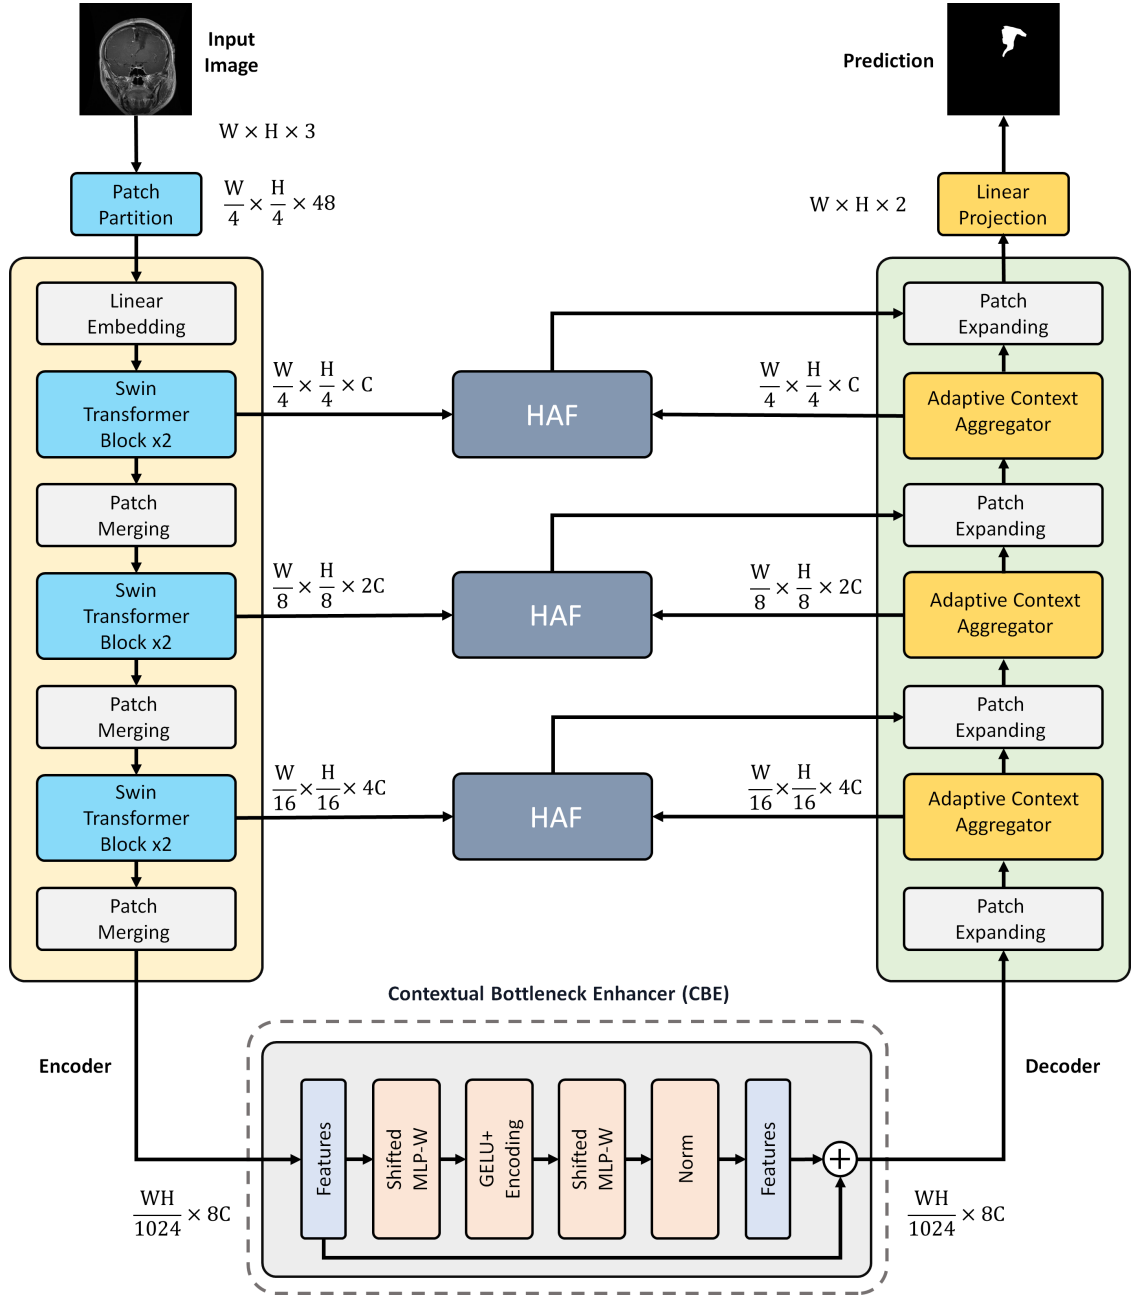 Input
Image
Prediction
W × H × 3
Patch
Partition
W/4 × H/4 × 48
W × H × 2
Linear
Projection
Linear
Embedding
Patch
Expanding
Swin
Transformer
Block x2
W/4 × H/4 × C
HAF
W/4 × H/4 × C
Adaptive Context
Aggregator
Patch
Merging
Patch
Expanding
Swin
Transformer
Block x2
W/8 × H/8 × 2C
HAF
W/8 × H/8 × 2C
Adaptive Context
Aggregator
Patch
Merging
Patch
Expanding
Swin
Transformer
Block x2
W/16 × H/16 × 4C
HAF
W/16 × H/16 × 4C
Adaptive Context
Aggregator
Patch
Merging
Patch
Expanding
Contextual Bottleneck Enhancer (CBE)
Encoder
Decoder
Features
Shifted
MLP-W
GELU+
Encoding
Shifted
MLP-W
Norm
Features
WH/1024 × 8C
WH/1024 × 8C